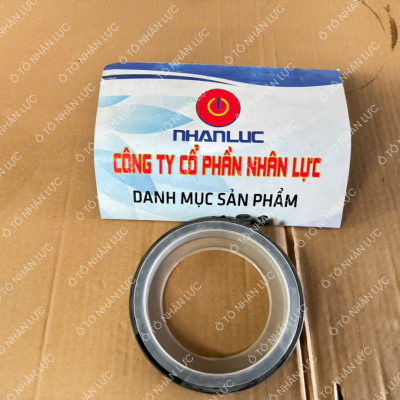 NHANLUC
CÔNG TY CỔ PHẦN NHÂN LỰC
DANH MỤC SẢN PHẨM
Ô TÔ NHÂN LỰC